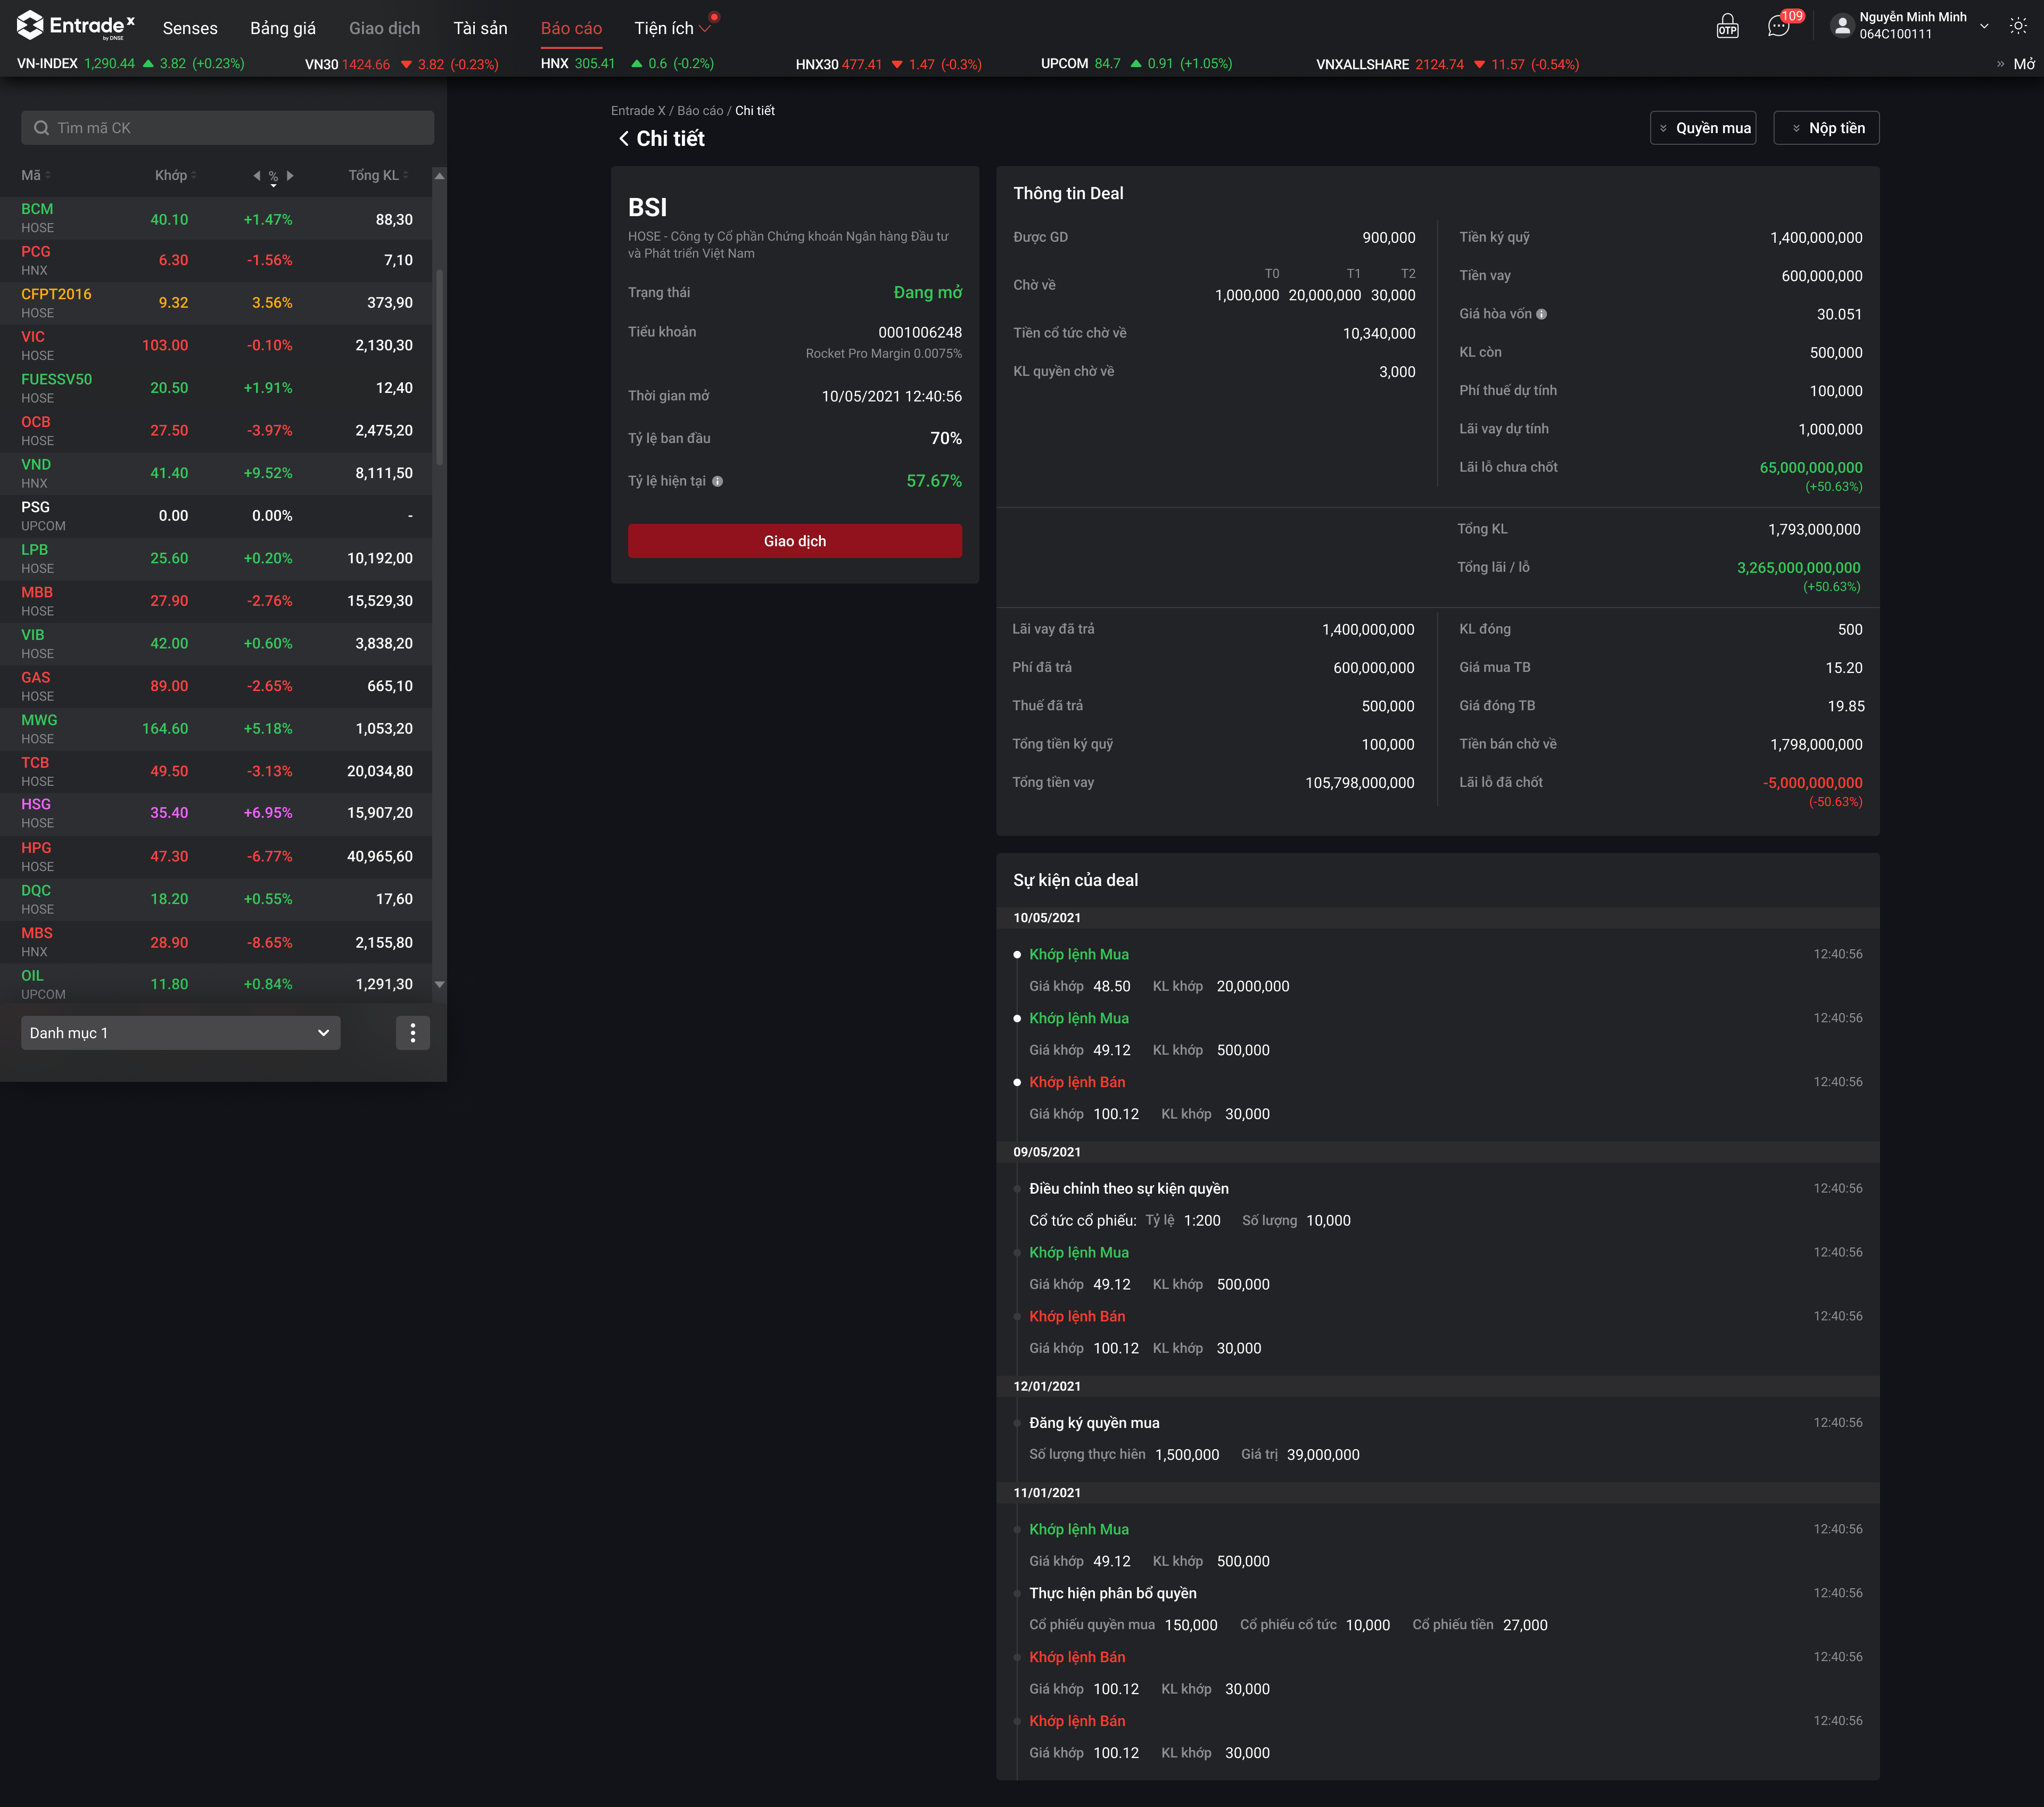 Entrade X
by DNSE
Senses
Bảng giá
Giao dịch
Tài sản
Báo cáo
Tiện ích
OTP
109
Nguyễn Minh Minh
064C100111
VN-INDEX 1,290.44 3.82 (+0.23%)
VN30 1424.66 3.82 (-0.23%)
HNX 305.41 0.6 (-0.2%)
HNX30 477.41 1.47 (-0.3%)
UPCOM 84.7 0.91 (+1.05%)
VNXALLSHARE 2124.74 11.57 (-0.54%)
Mở
Tìm mã CK
Mã Khớp % Tổng KL
BCM 40.10 +1.47% 88,30
HOSE
PCG 6.30 -1.56% 7,10
HNX
CFPT2016 9.32 3.56% 373,90
HOSE
VIC 103.00 -0.10% 2,130,30
HOSE
FUESSV50 20.50 +1.91% 12,40
HOSE
OCB 27.50 -3.97% 2,475,20
HOSE
VND 41.40 +9.52% 8,111,50
HNX
PSG 0.00 0.00% -
UPCOM
LPB 25.60 +0.20% 10,192,00
HOSE
MBB 27.90 -2.76% 15,529,30
HOSE
VIB 42.00 +0.60% 3,838,20
HOSE
GAS 89.00 -2.65% 665,10
HOSE
MWG 164.60 +5.18% 1,053,20
HOSE
TCB 49.50 -3.13% 20,034,80
HOSE
HSG 35.40 +6.95% 15,907,20
HOSE
HPG 47.30 -6.77% 40,965,60
HOSE
DQC 18.20 +0.55% 17,60
HOSE
MBS 28.90 -8.65% 2,155,80
HNX
OIL 11.80 +0.84% 1,291,30
UPCOM
Danh mục 1
Entrade X / Báo cáo / Chi tiết
Chi tiết
Quyền mua
Nộp tiền
BSI
HOSE - Công ty Cổ phần Chứng khoán Ngân hàng Đầu tư
và Phát triển Việt Nam
Trạng thái Đang mở
Tiểu khoản 0001006248
Rocket Pro Margin 0.0075%
Thời gian mở 10/05/2021 12:40:56
Tỷ lệ ban đầu 70%
Tỷ lệ hiện tại 57.67%
Giao dịch
Thông tin Deal
Được GD 900,000
T0 T1 T2
Chờ về 1,000,000 20,000,000 30,000
Tiền cổ tức chờ về 10,340,000
KL quyền chờ về 3,000
Tiền ký quỹ 1,400,000,000
Tiền vay 600,000,000
Giá hòa vốn 30.051
KL còn 500,000
Phí thuế dự tính 100,000
Lãi vay dự tính 1,000,000
Lãi lỗ chưa chốt 65,000,000,000
(+50.63%)
Tổng KL 1,793,000,000
Tổng lãi / lỗ 3,265,000,000,000
(+50.63%)
Lãi vay đã trả 1,400,000,000
Phí đã trả 600,000,000
Thuế đã trả 500,000
Tổng tiền ký quỹ 100,000
Tổng tiền vay 105,798,000,000
KL đóng 500
Giá mua TB 15.20
Giá đóng TB 19.85
Tiền bán chờ về 1,798,000,000
Lãi lỗ đã chốt -5,000,000,000
(-50.63%)
Sự kiện của deal
10/05/2021
Khớp lệnh Mua 12:40:56
Giá khớp 48.50 KL khớp 20,000,000
Khớp lệnh Mua 12:40:56
Giá khớp 49.12 KL khớp 500,000
Khớp lệnh Bán 12:40:56
Giá khớp 100.12 KL khớp 30,000
09/05/2021
Điều chỉnh theo sự kiện quyền 12:40:56
Cổ tức cổ phiếu: Tỷ lệ 1:200 Số lượng 10,000
Khớp lệnh Mua 12:40:56
Giá khớp 49.12 KL khớp 500,000
Khớp lệnh Bán 12:40:56
Giá khớp 100.12 KL khớp 30,000
12/01/2021
Đăng ký quyền mua 12:40:56
Số lượng thực hiên 1,500,000 Giá trị 39,000,000
11/01/2021
Khớp lệnh Mua 12:40:56
Giá khớp 49.12 KL khớp 500,000
Thực hiện phân bổ quyền 12:40:56
Cổ phiếu quyền mua 150,000 Cổ phiếu cổ tức 10,000 Cổ phiếu tiền 27,000
Khớp lệnh Bán 12:40:56
Giá khớp 100.12 KL khớp 30,000
Khớp lệnh Bán 12:40:56
Giá khớp 100.12 KL khớp 30,000